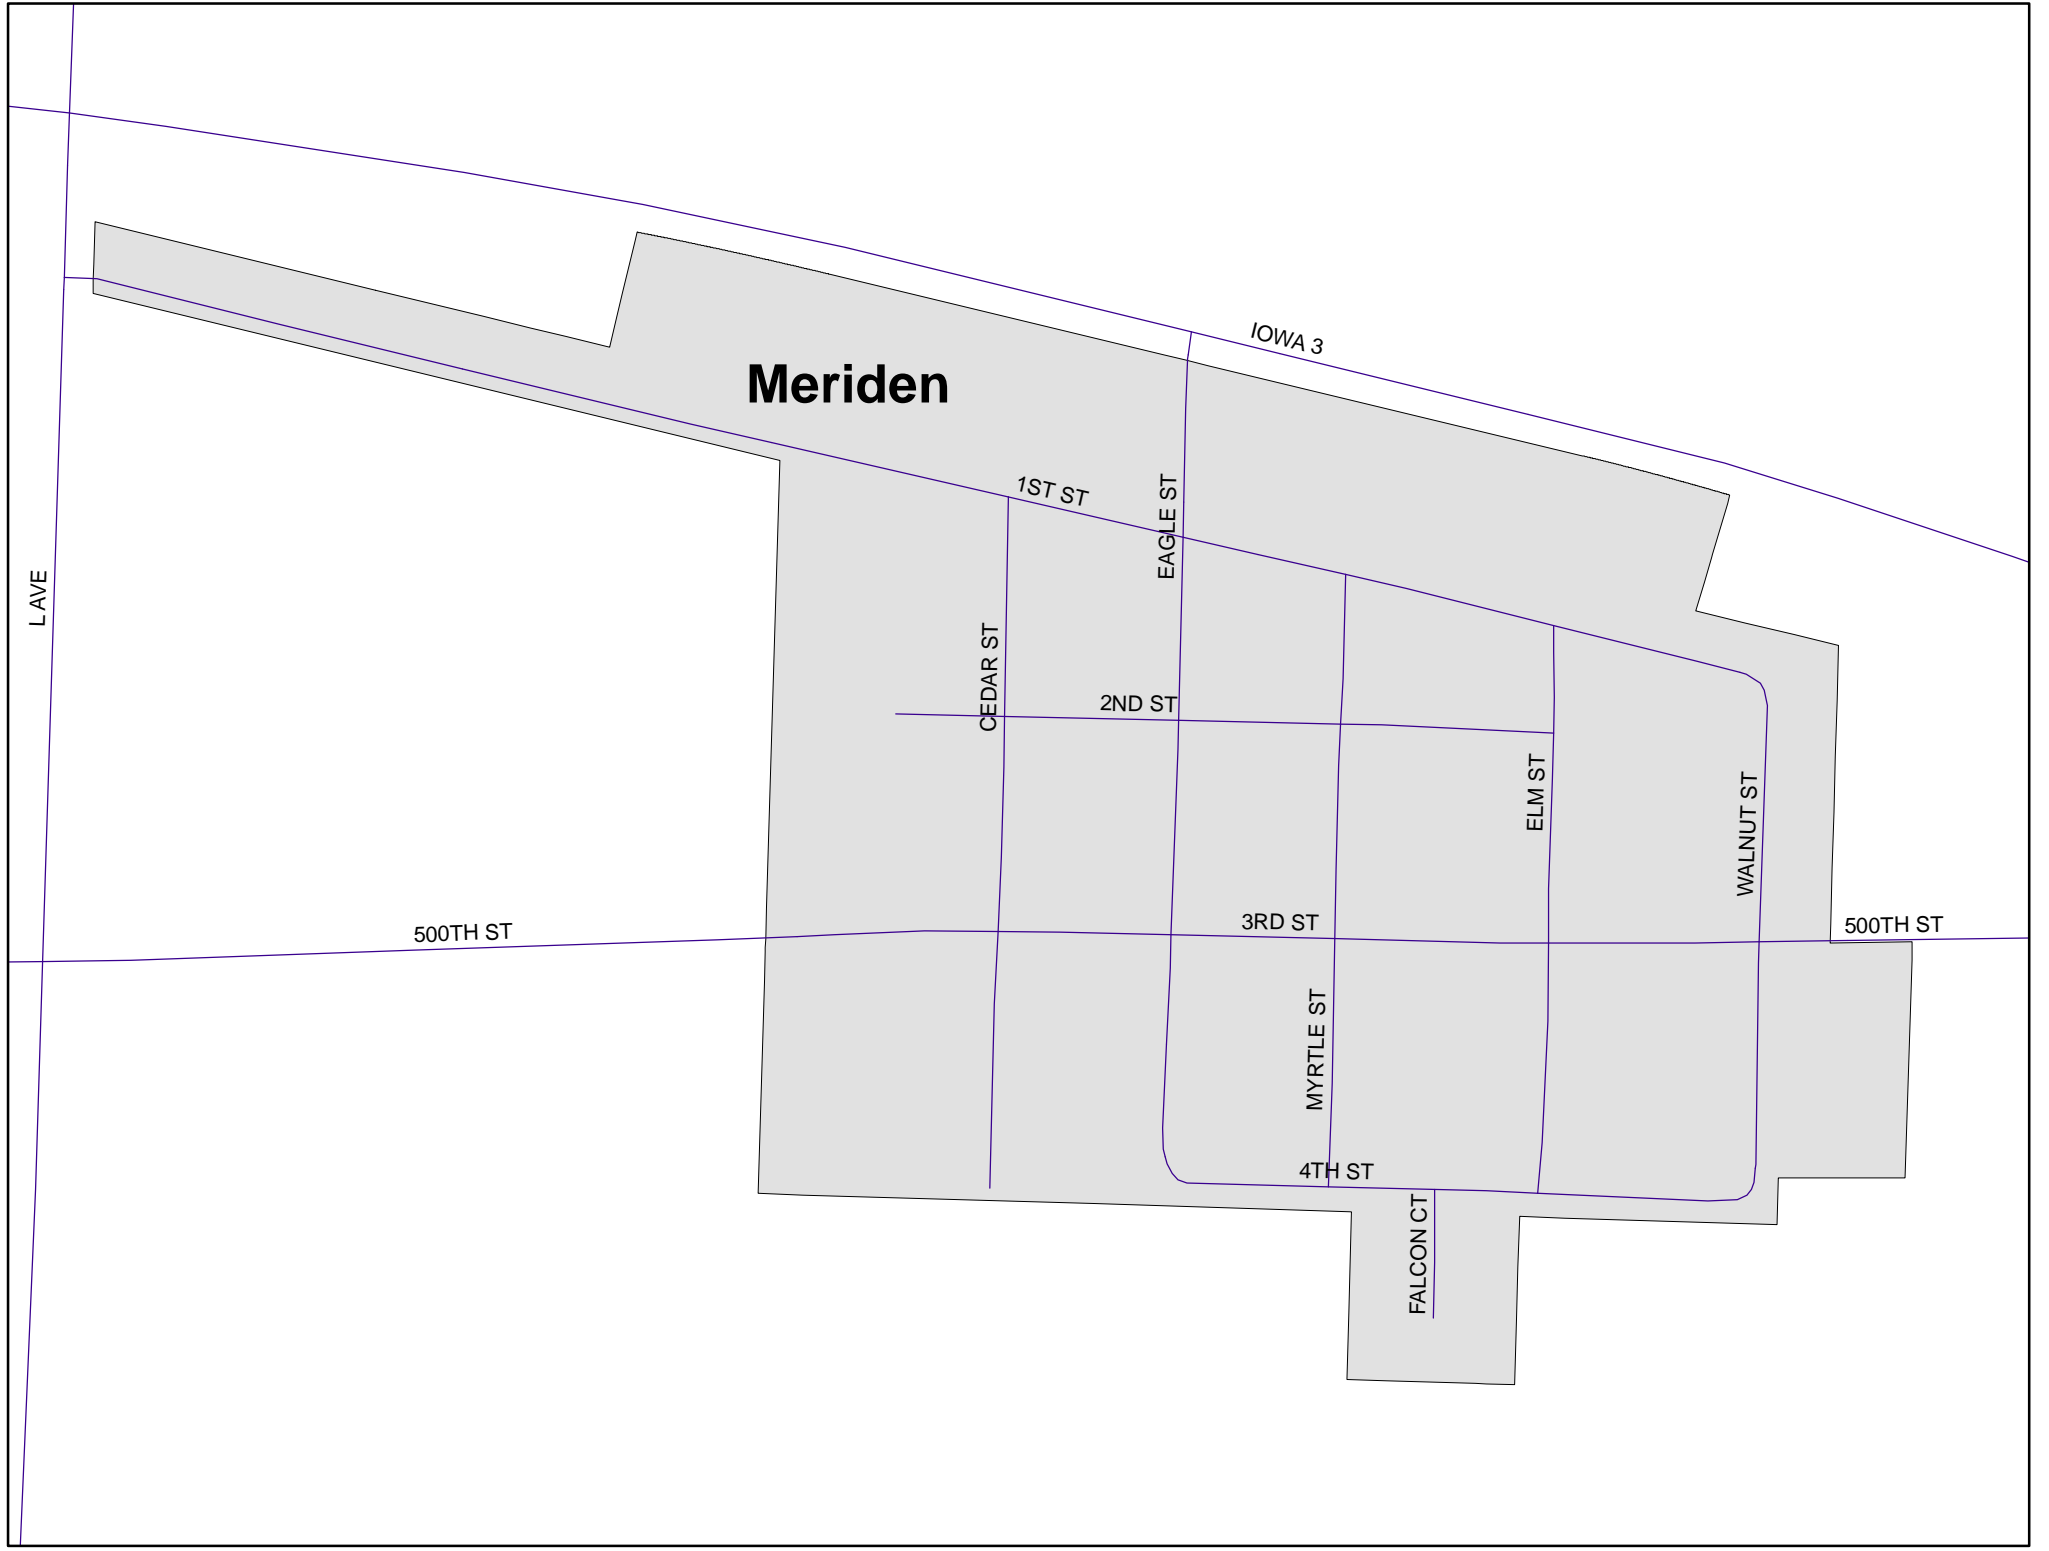 IOWA 3
Meriden
1ST ST
EAGLE ST
L AVE
CEDAR ST
2ND ST
ELM ST
WALNUT ST
500TH ST
3RD ST
500TH ST
MYRTLE ST
4TH ST
FALCON CT